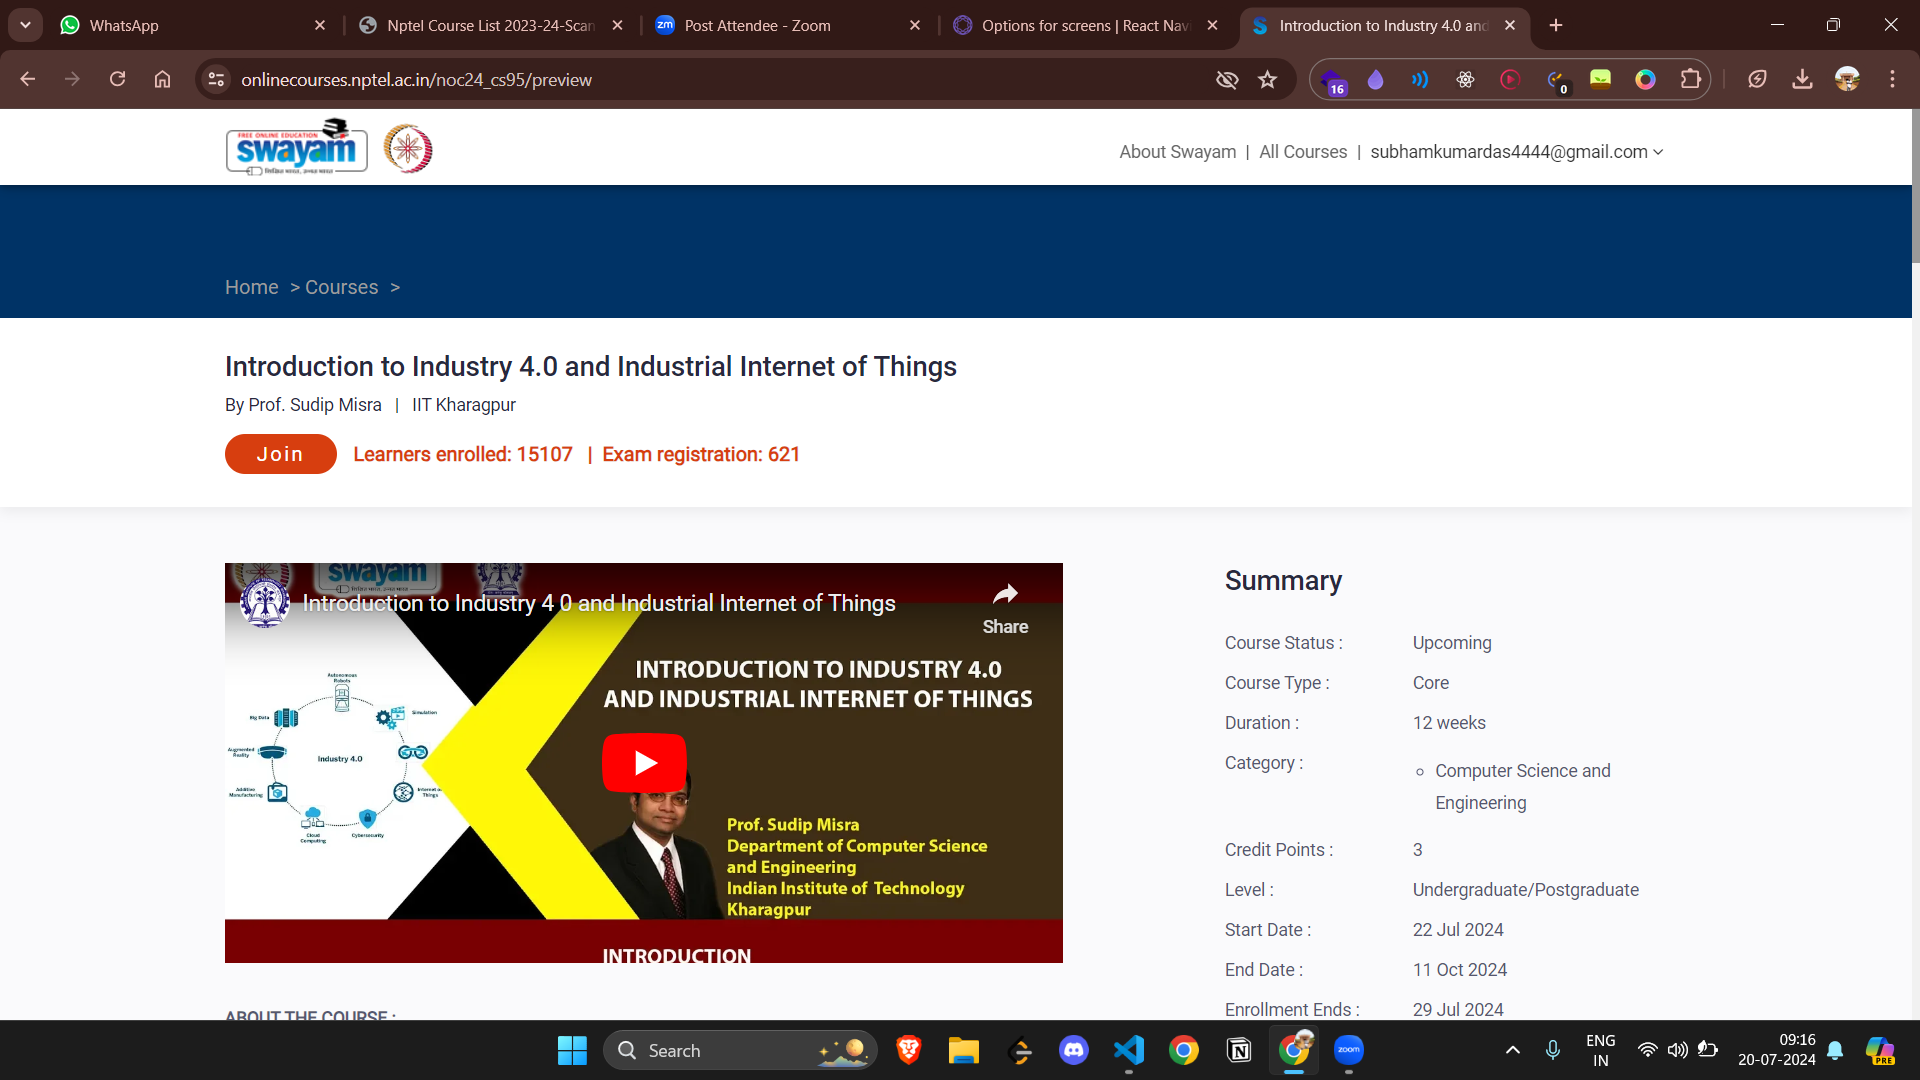 WhatsApp
Nptel Course List 2023-24-Scan
zm Post Attendee - Zoom
Options for screens | React Navi
Introduction to Industry 4.0 and
onlinecourses.nptel.ac.in/noc24_cs95/preview
16
0
FREE ONLINE EDUCATION
swayam
About Swayam | All Courses | subhamkumardas4444@gmail.com
Home > Courses >
Introduction to Industry 4.0 and Industrial Internet of Things
By Prof. Sudip Misra | IIT Kharagpur
Join Learners enrolled: 15107 | Exam registration: 621
swayam
Introduction to Industry 4 0 and Industrial Internet of Things
Share
INTRODUCTION TO INDUSTRY 4.0
AND INDUSTRIAL INTERNET OF THINGS
Autonomous
Robots
Big Data
Simulation
Augmented
Reality
Industry 4.0
Additive
Manufacturing
Internet o
Things
Cloud
Computing
Cybersecurity
Prof. Sudip Misra
Department of Computer Science
and Engineering
Indian Institute of Technology
Kharagpur
INTRODUCTION
ABOUT THE COURSE :
Summary
Course Status : Upcoming
Course Type : Core
Duration : 12 weeks
Category : Computer Science and
Engineering
Credit Points : 3
Level : Undergraduate/Postgraduate
Start Date : 22 Jul 2024
End Date : 11 Oct 2024
Enrollment Ends : 29 Jul 2024
Search
zoom
ENG
IN
09:16
20-07-2024
PRE